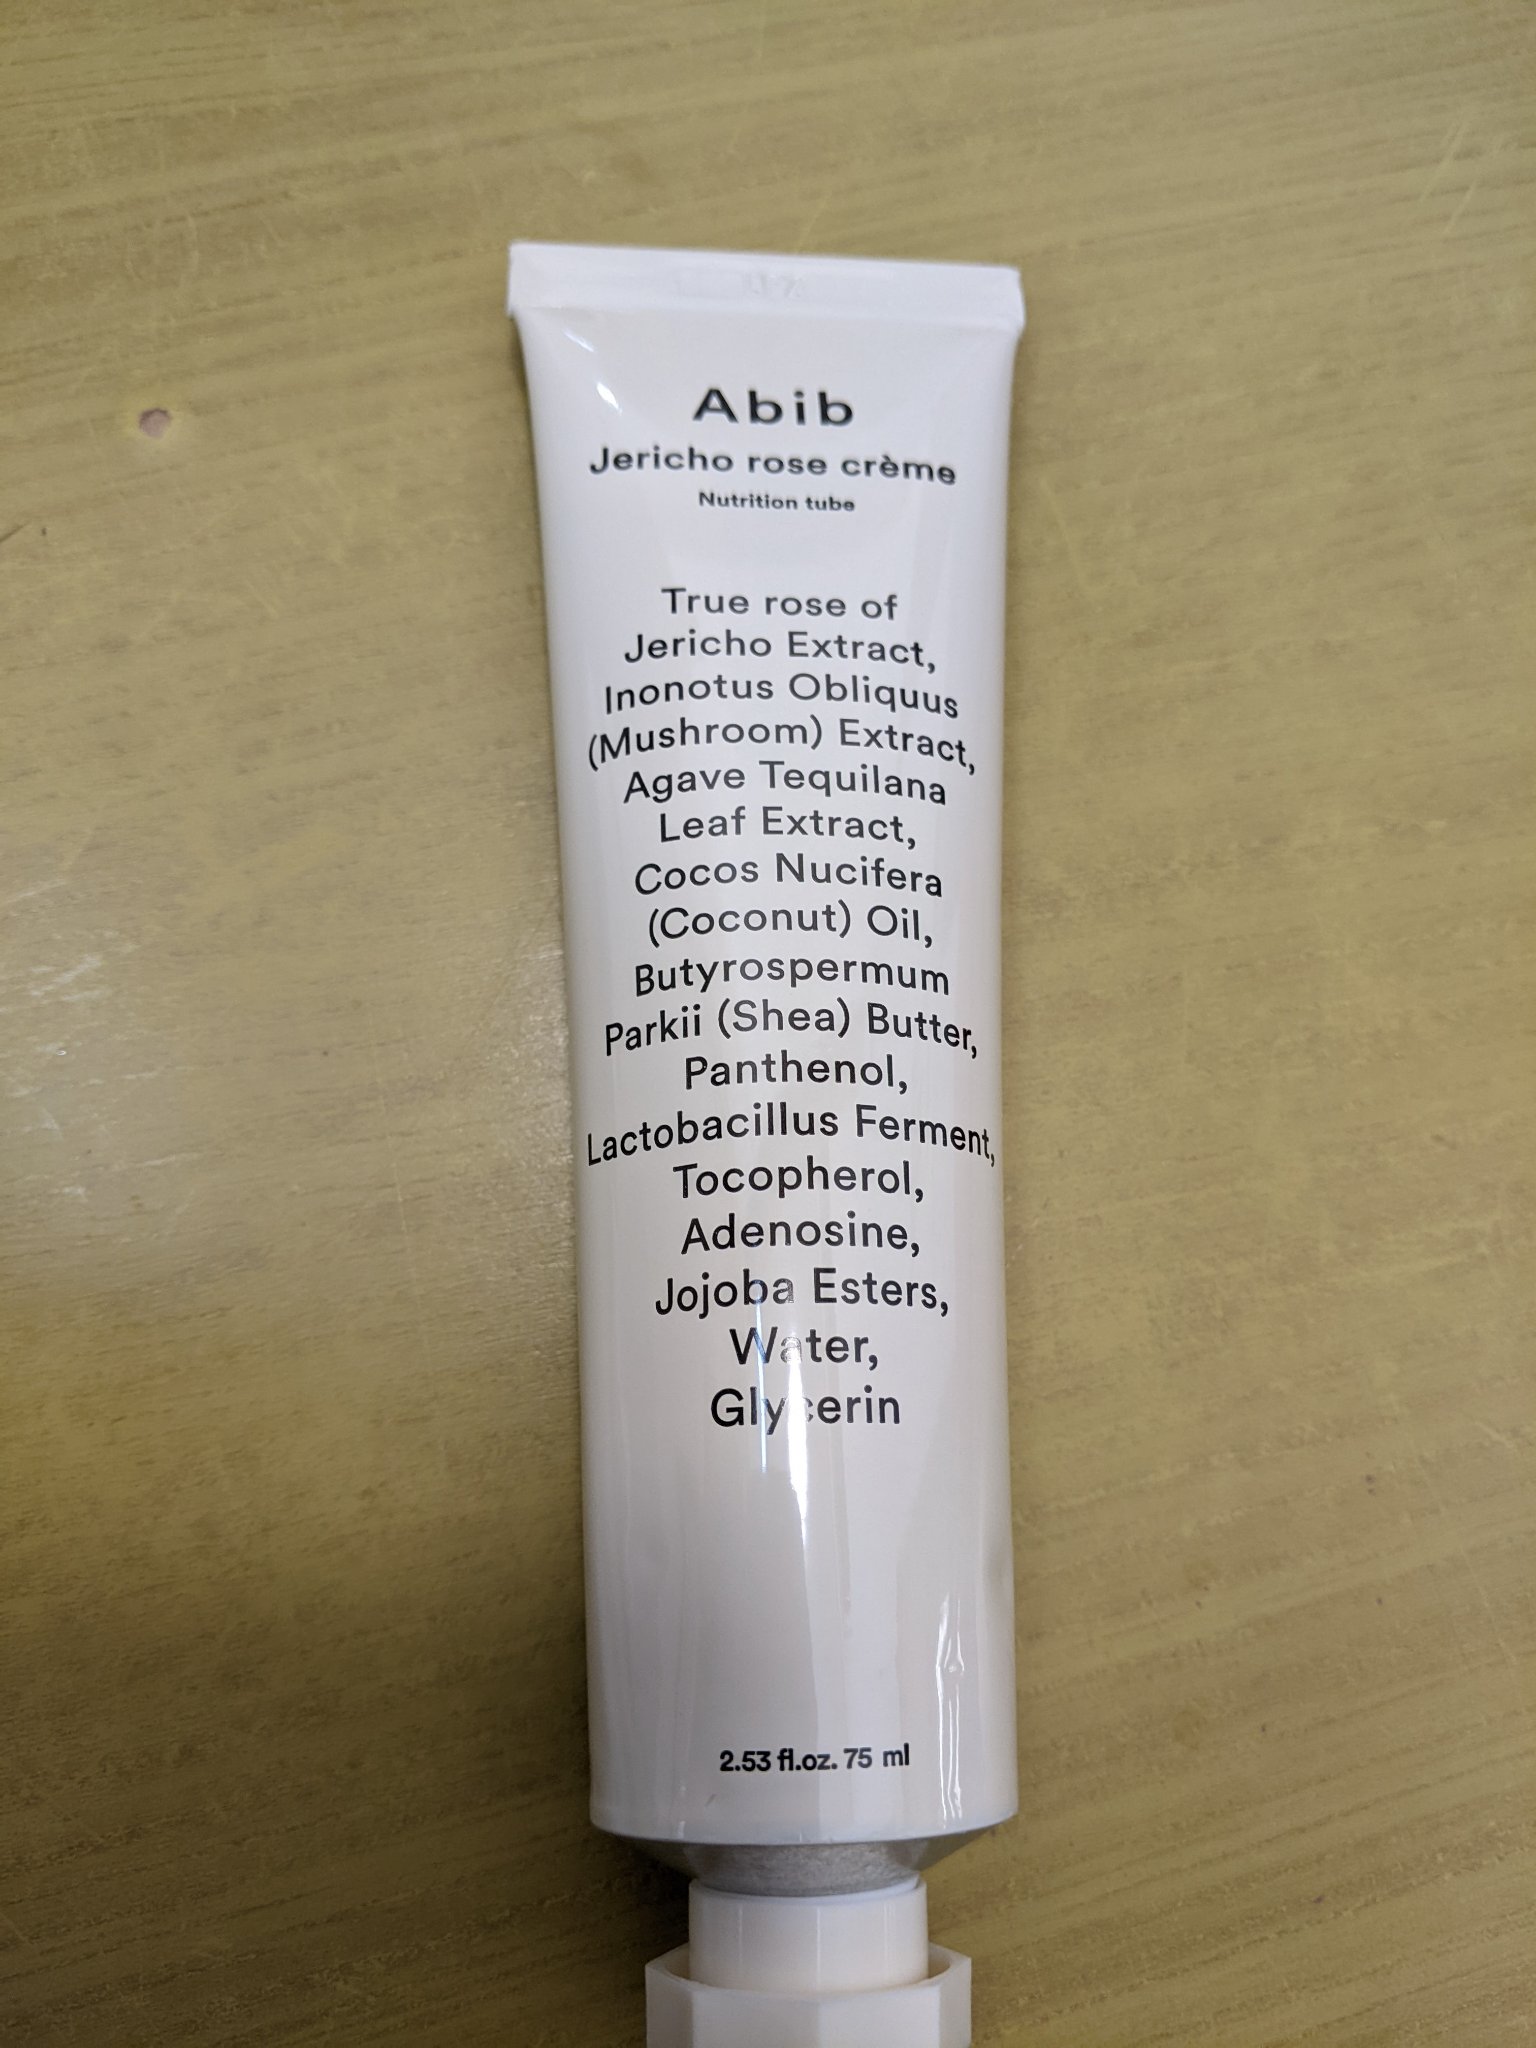 Abib
Jericho rose crème
Nutrition tube
True rose of
Jericho Extract,
Inonotus Obliquus
(Mushroom) Extract,
Agave Tequilana
Leaf Extract,
Cocos Nucifera
(Coconut) Oil,
Butyrospermum
Parkii (Shea) Butter,
Panthenol,
Lactobacillus Ferment,
Tocopherol,
Adenosine,
Jojoba Esters,
Water,
Glycerin
2.53 fl.oz. 75 ml